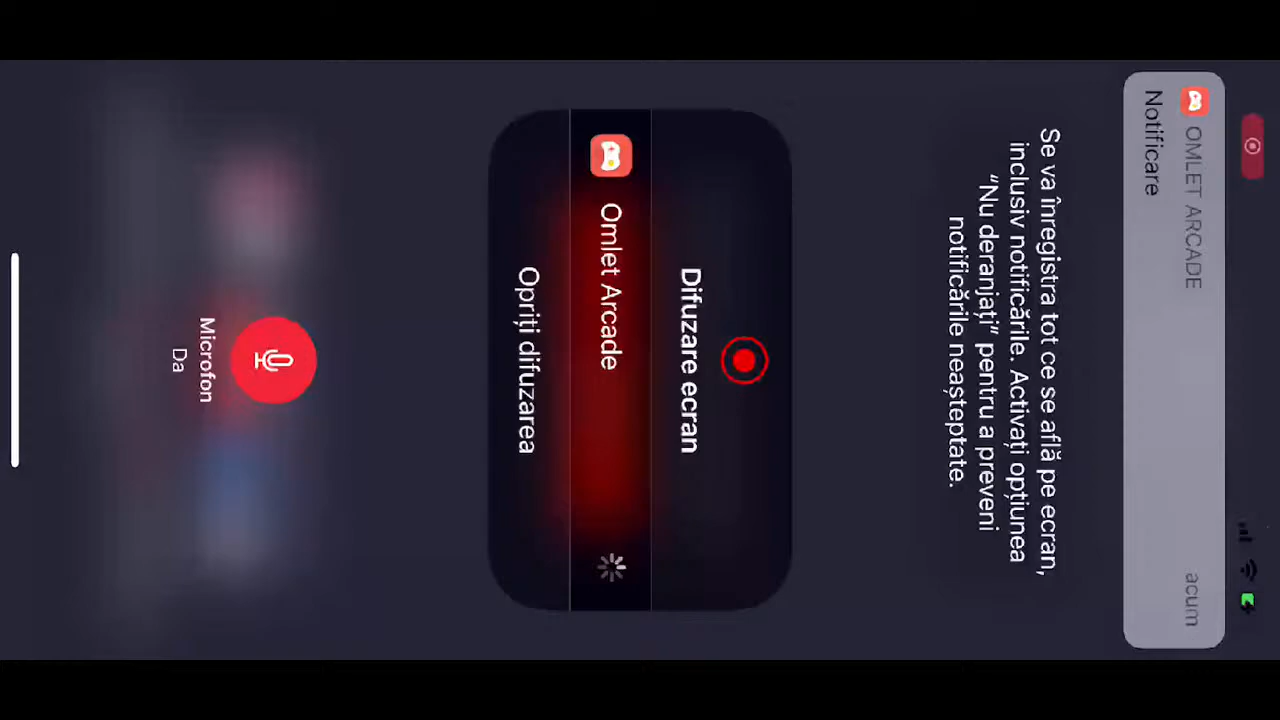 OMLET ARCADE
acum
Notificare
Se va înregistra tot ce se află pe ecran,
inclusiv notificările. Activați opțiunea
“Nu deranjați” pentru a preveni
notificările neașteptate.
Difuzare ecran
Omlet Arcade
Opriți difuzarea
Microfon
Da